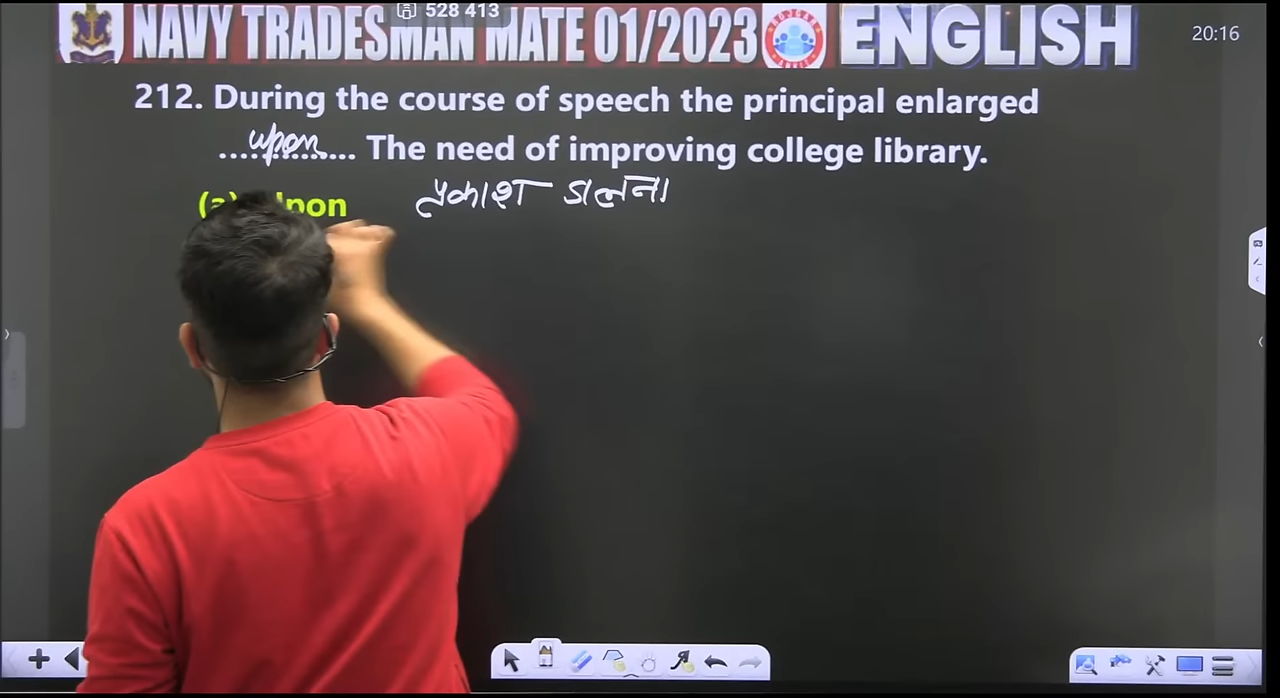 528 413
NAVY TRADESMAN MATE 01/2023 ENGLISH
20:16
212. During the course of speech the principal enlarged
upon
............... The need of improving college library.
(a) Upon
प्रकाश डालना